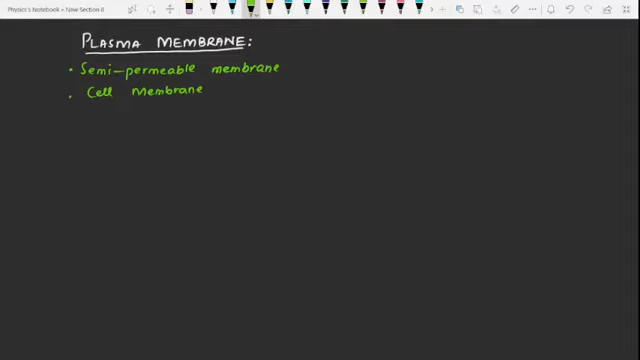 Physics's Notebook » New Section 8
PLASMA MEMBRANE:
• Semi-permeable membrane
• Cell Membrane